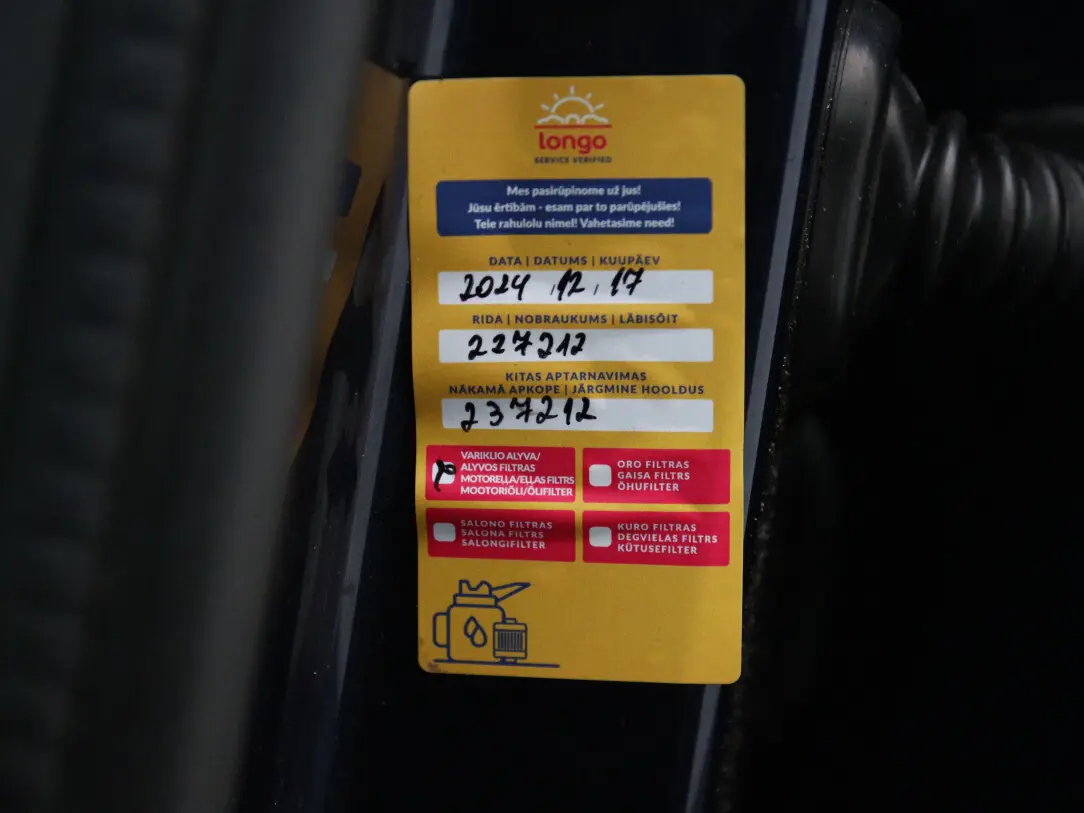 longo
SERVICE VERIFIED
Mes pasirūpinome už jus!
Jūsu ērtībām - esam par to parūpējušies!
Teie rahulolu nimel! Vahetasime need!
DATA | DATUMS | KUUPÄEV
2024.12.17
RIDA | NOBRAUKUMS | LÄBISÕIT
227212
KITAS APTARNAVIMAS
NĀKAMĀ APKOPE | JÄRGMINE HOOLDUS
237212
VARIKLIO ALYVA/
ALYVOS FILTRAS
MOTOREĻĻA/EĻĻAS FILTRS
MOOTORIÕLI/ÕLIFILTER
ORO FILTRAS
GAISA FILTRS
ÕHUFILTER
SALONO FILTRAS
SALONA FILTRS
SALONGIFILTER
KURO FILTRAS
DEGVIELAS FILTRS
KÜTUSEFILTER